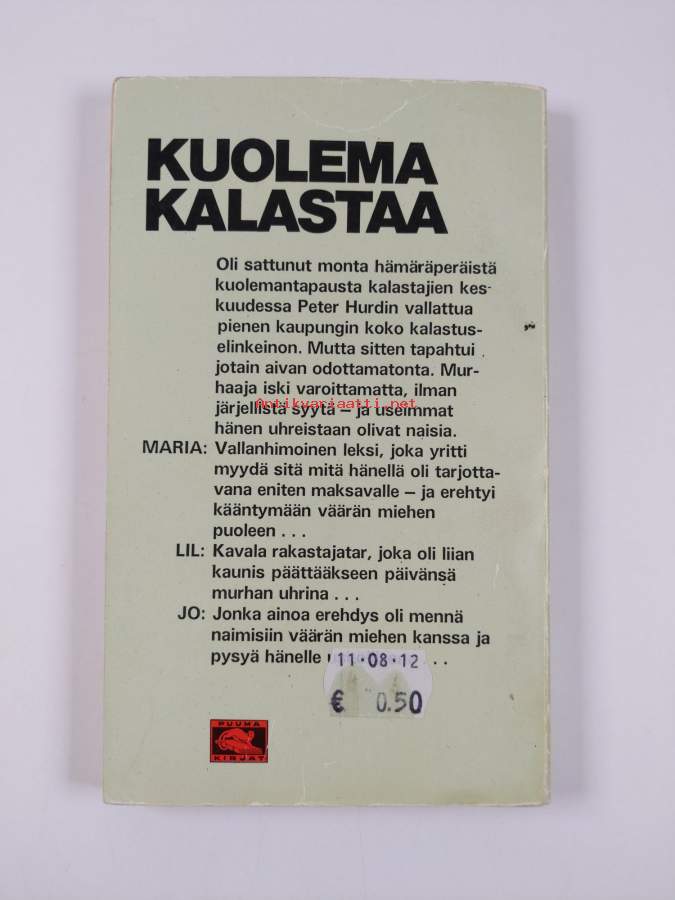 KUOLEMA
KALASTAA
Oli sattunut monta hämäräperäistä
kuolemantapausta kalastajien kes-
kuudessa Peter Hurdin vallattua
pienen kaupungin koko kalastus-
elinkeinon. Mutta sitten tapahtui
jotain aivan odottamatonta. Mur-
haaja iski varoittamatta, ilman
Antikvariaatti.net
järjellistä syytä – ja useimmat
hänen uhreistaan olivat naisia.
MARIA: Vallanhimoinen leksi, joka yritti
myydä sitä mitä hänellä oli tarjotta-
vana eniten maksavalle – ja erehtyi
kääntymään väärän miehen
puoleen . . .
LIL: Kavala rakastajatar, joka oli liian
kaunis päättääkseen päivänsä
murhan uhrina . . .
JO: Jonka ainoa erehdys oli mennä
naimisiin väärän miehen kanssa ja
pysyä hänelle . .
11·08·12
€ 0.50
PUUMA
KIRJAT